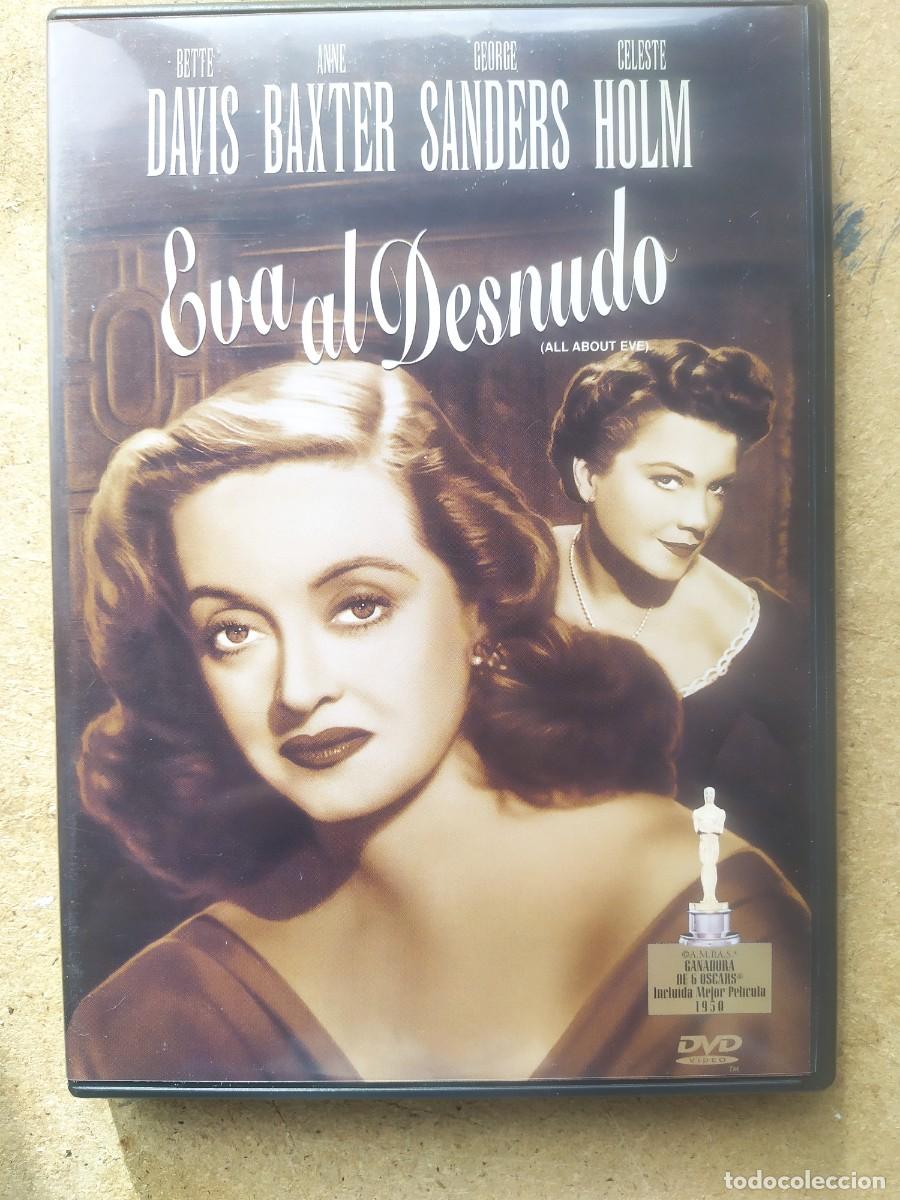 BETTE ANNE GEORGE CELESTE
DAVIS BAXTER SANDERS HOLM
Eva al Desnudo
(ALL ABOUT EVE)
©A.M.P.A.S.®
GANADORA
DE 6 OSCARS®
Incluida Mejor Película
1950
DVD
VIDEO
TM
todocoleccion